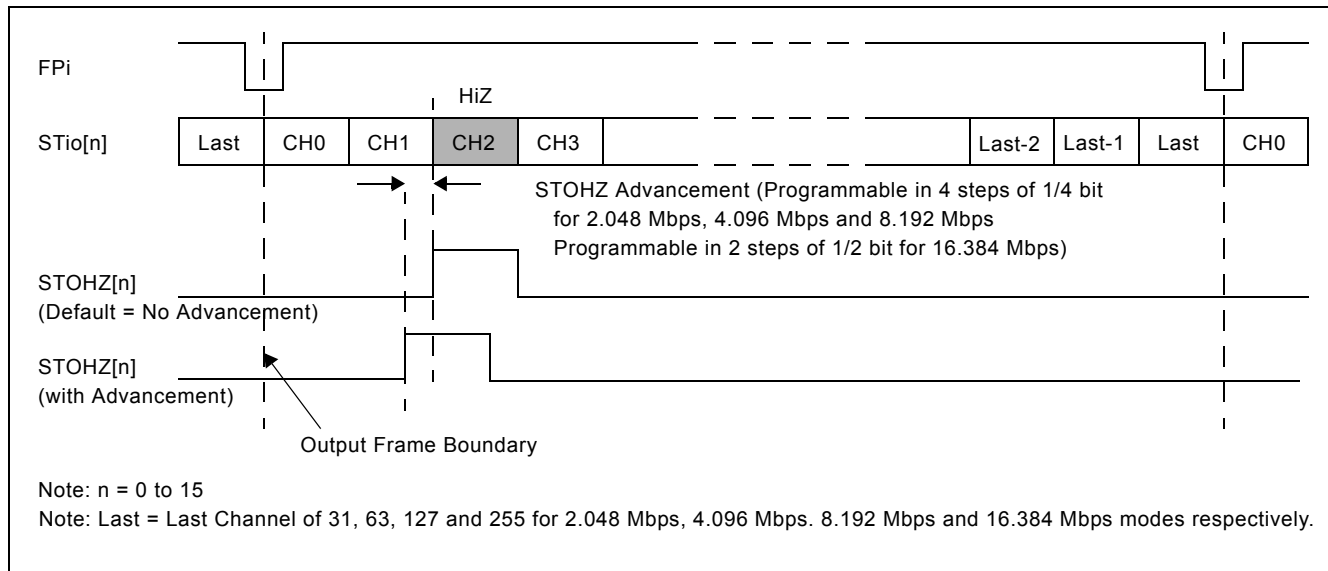 FPi
HiZ
STio[n]
Last CH0 CH1 CH2 CH3 Last-2 Last-1 Last CH0
STOHZ Advancement (Programmable in 4 steps of 1/4 bit
for 2.048 Mbps, 4.096 Mbps and 8.192 Mbps
Programmable in 2 steps of 1/2 bit for 16.384 Mbps)
STOHZ[n]
(Default = No Advancement)
STOHZ[n]
(with Advancement)
Output Frame Boundary
Note: n = 0 to 15
Note: Last = Last Channel of 31, 63, 127 and 255 for 2.048 Mbps, 4.096 Mbps. 8.192 Mbps and 16.384 Mbps modes respectively.